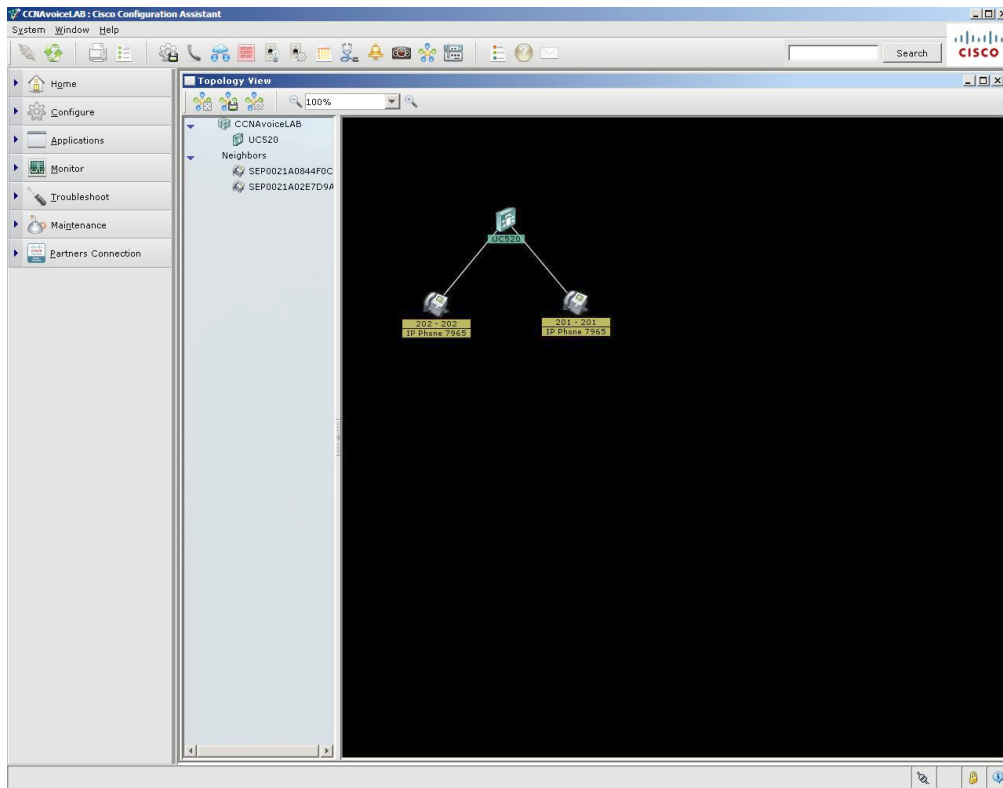 CCNAvoiceLAB : Cisco Configuration Assistant
System Window Help
Search
CISCO
Home
Configure
Applications
Monitor
Troubleshoot
Maintenance
Partners Connection
Topology View
100%
CCNAvoiceLAB
UC520
Neighbors
SEP0021A0844F0C
SEP0021A02E7D9A
UC520
202 - 202
IP Phone 7965
201 - 201
IP Phone 7965